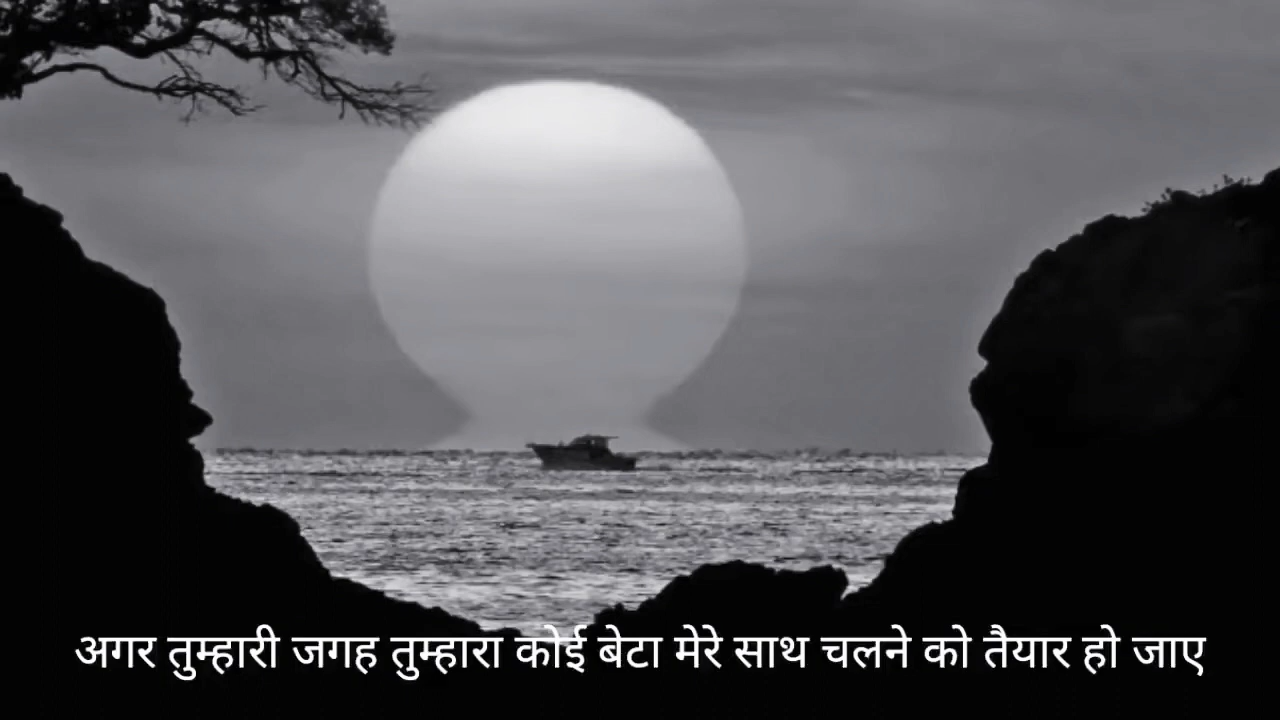 अगर तुम्हारी जगह तुम्हारा कोई बेटा मेरे साथ चलने को तैयार हो जाए